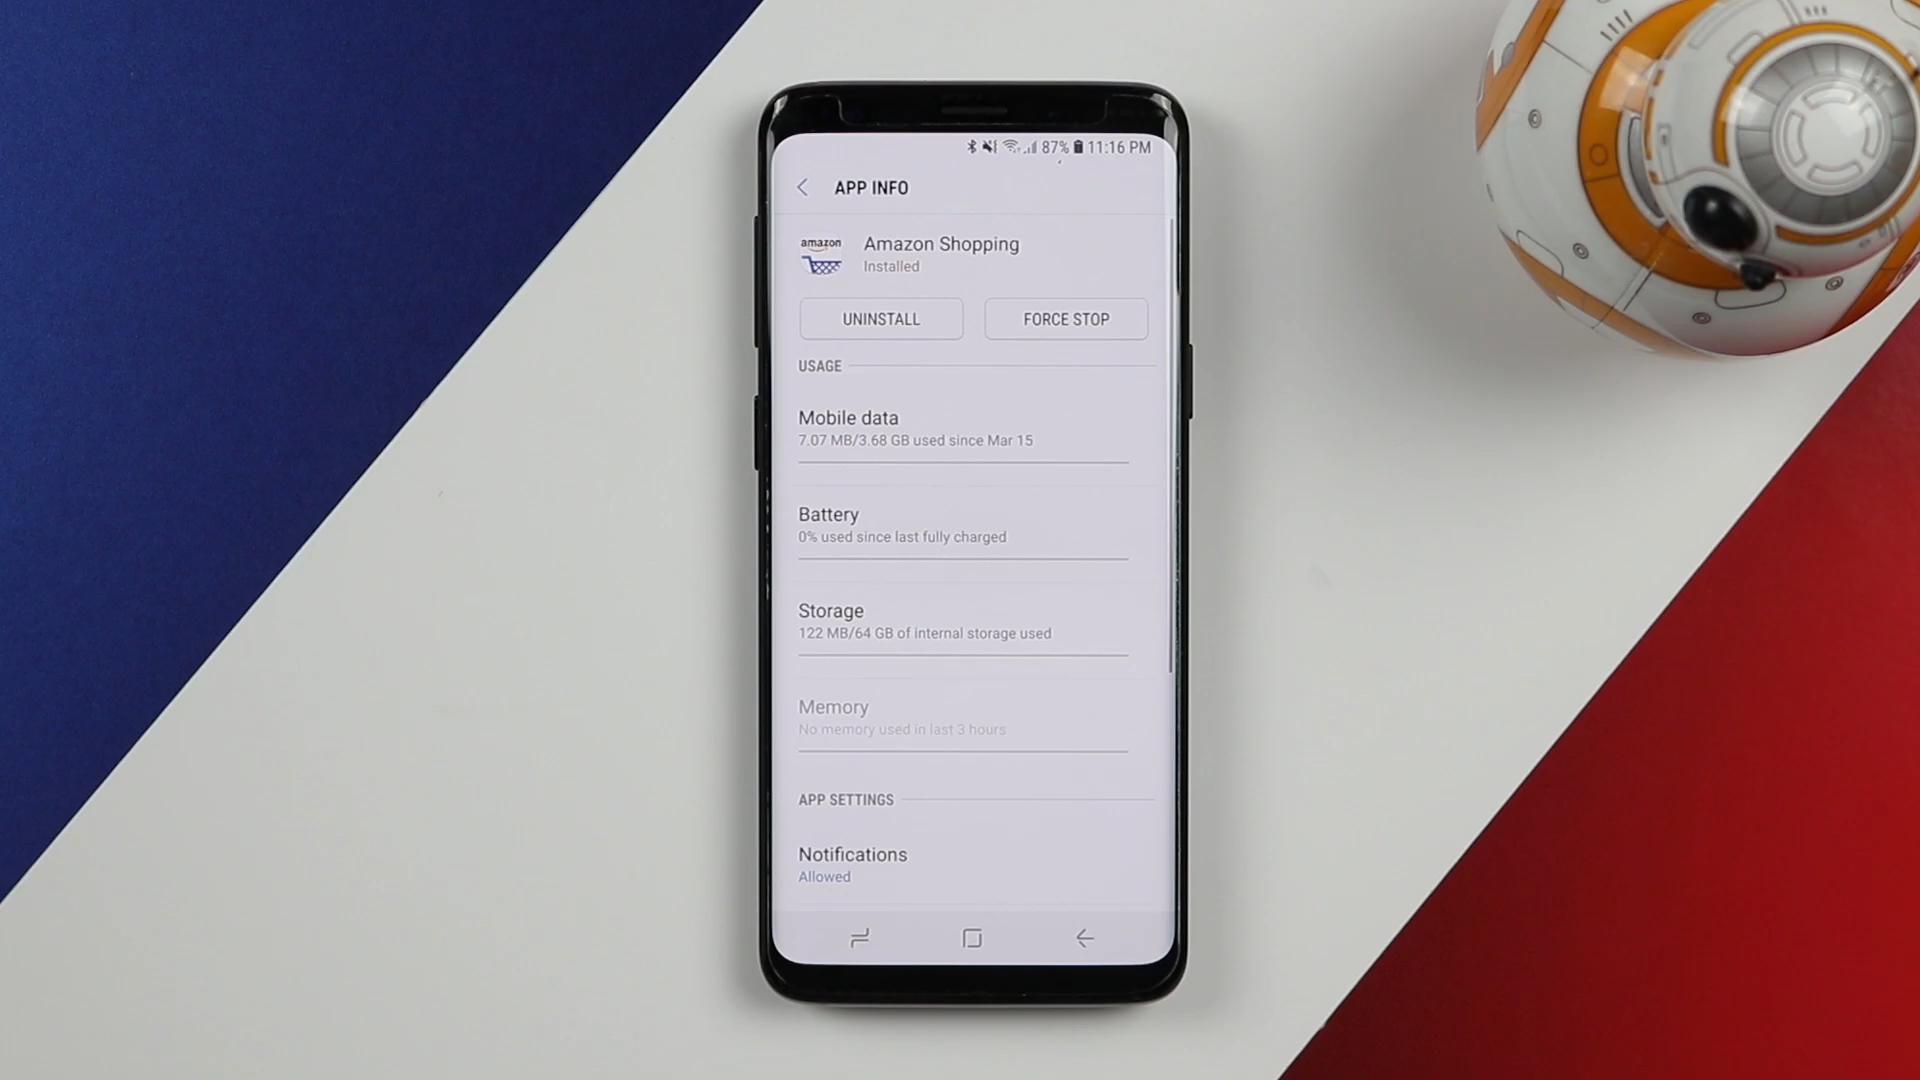 87% 11:16 PM
APP INFO
amazon
Amazon Shopping
Installed
UNINSTALL
FORCE STOP
USAGE
Mobile data
7.07 MB/3.68 GB used since Mar 15
Battery
0% used since last fully charged
Storage
122 MB/64 GB of internal storage used
Memory
No memory used in last 3 hours
APP SETTINGS
Notifications
Allowed